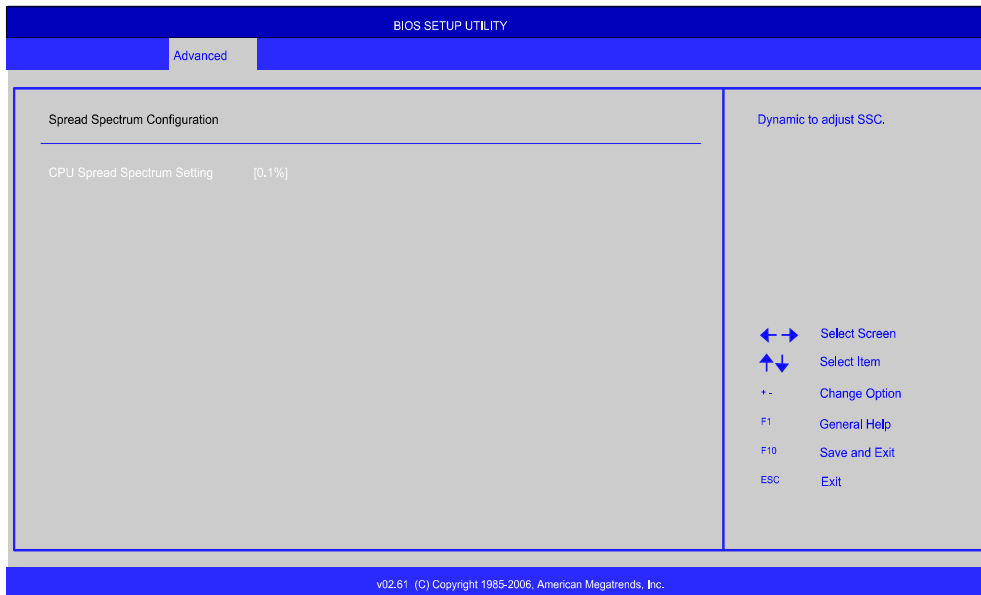 BIOS SETUP UTILITY
Advanced
Spread Spectrum Configuration
CPU Spread Spectrum Setting [0.1%]
Dynamic to adjust SSC.
Select Screen
Select Item
+ - Change Option
F1 General Help
F10 Save and Exit
ESC Exit
v02.61 (C) Copyright 1985-2006, American Megatrends, Inc.